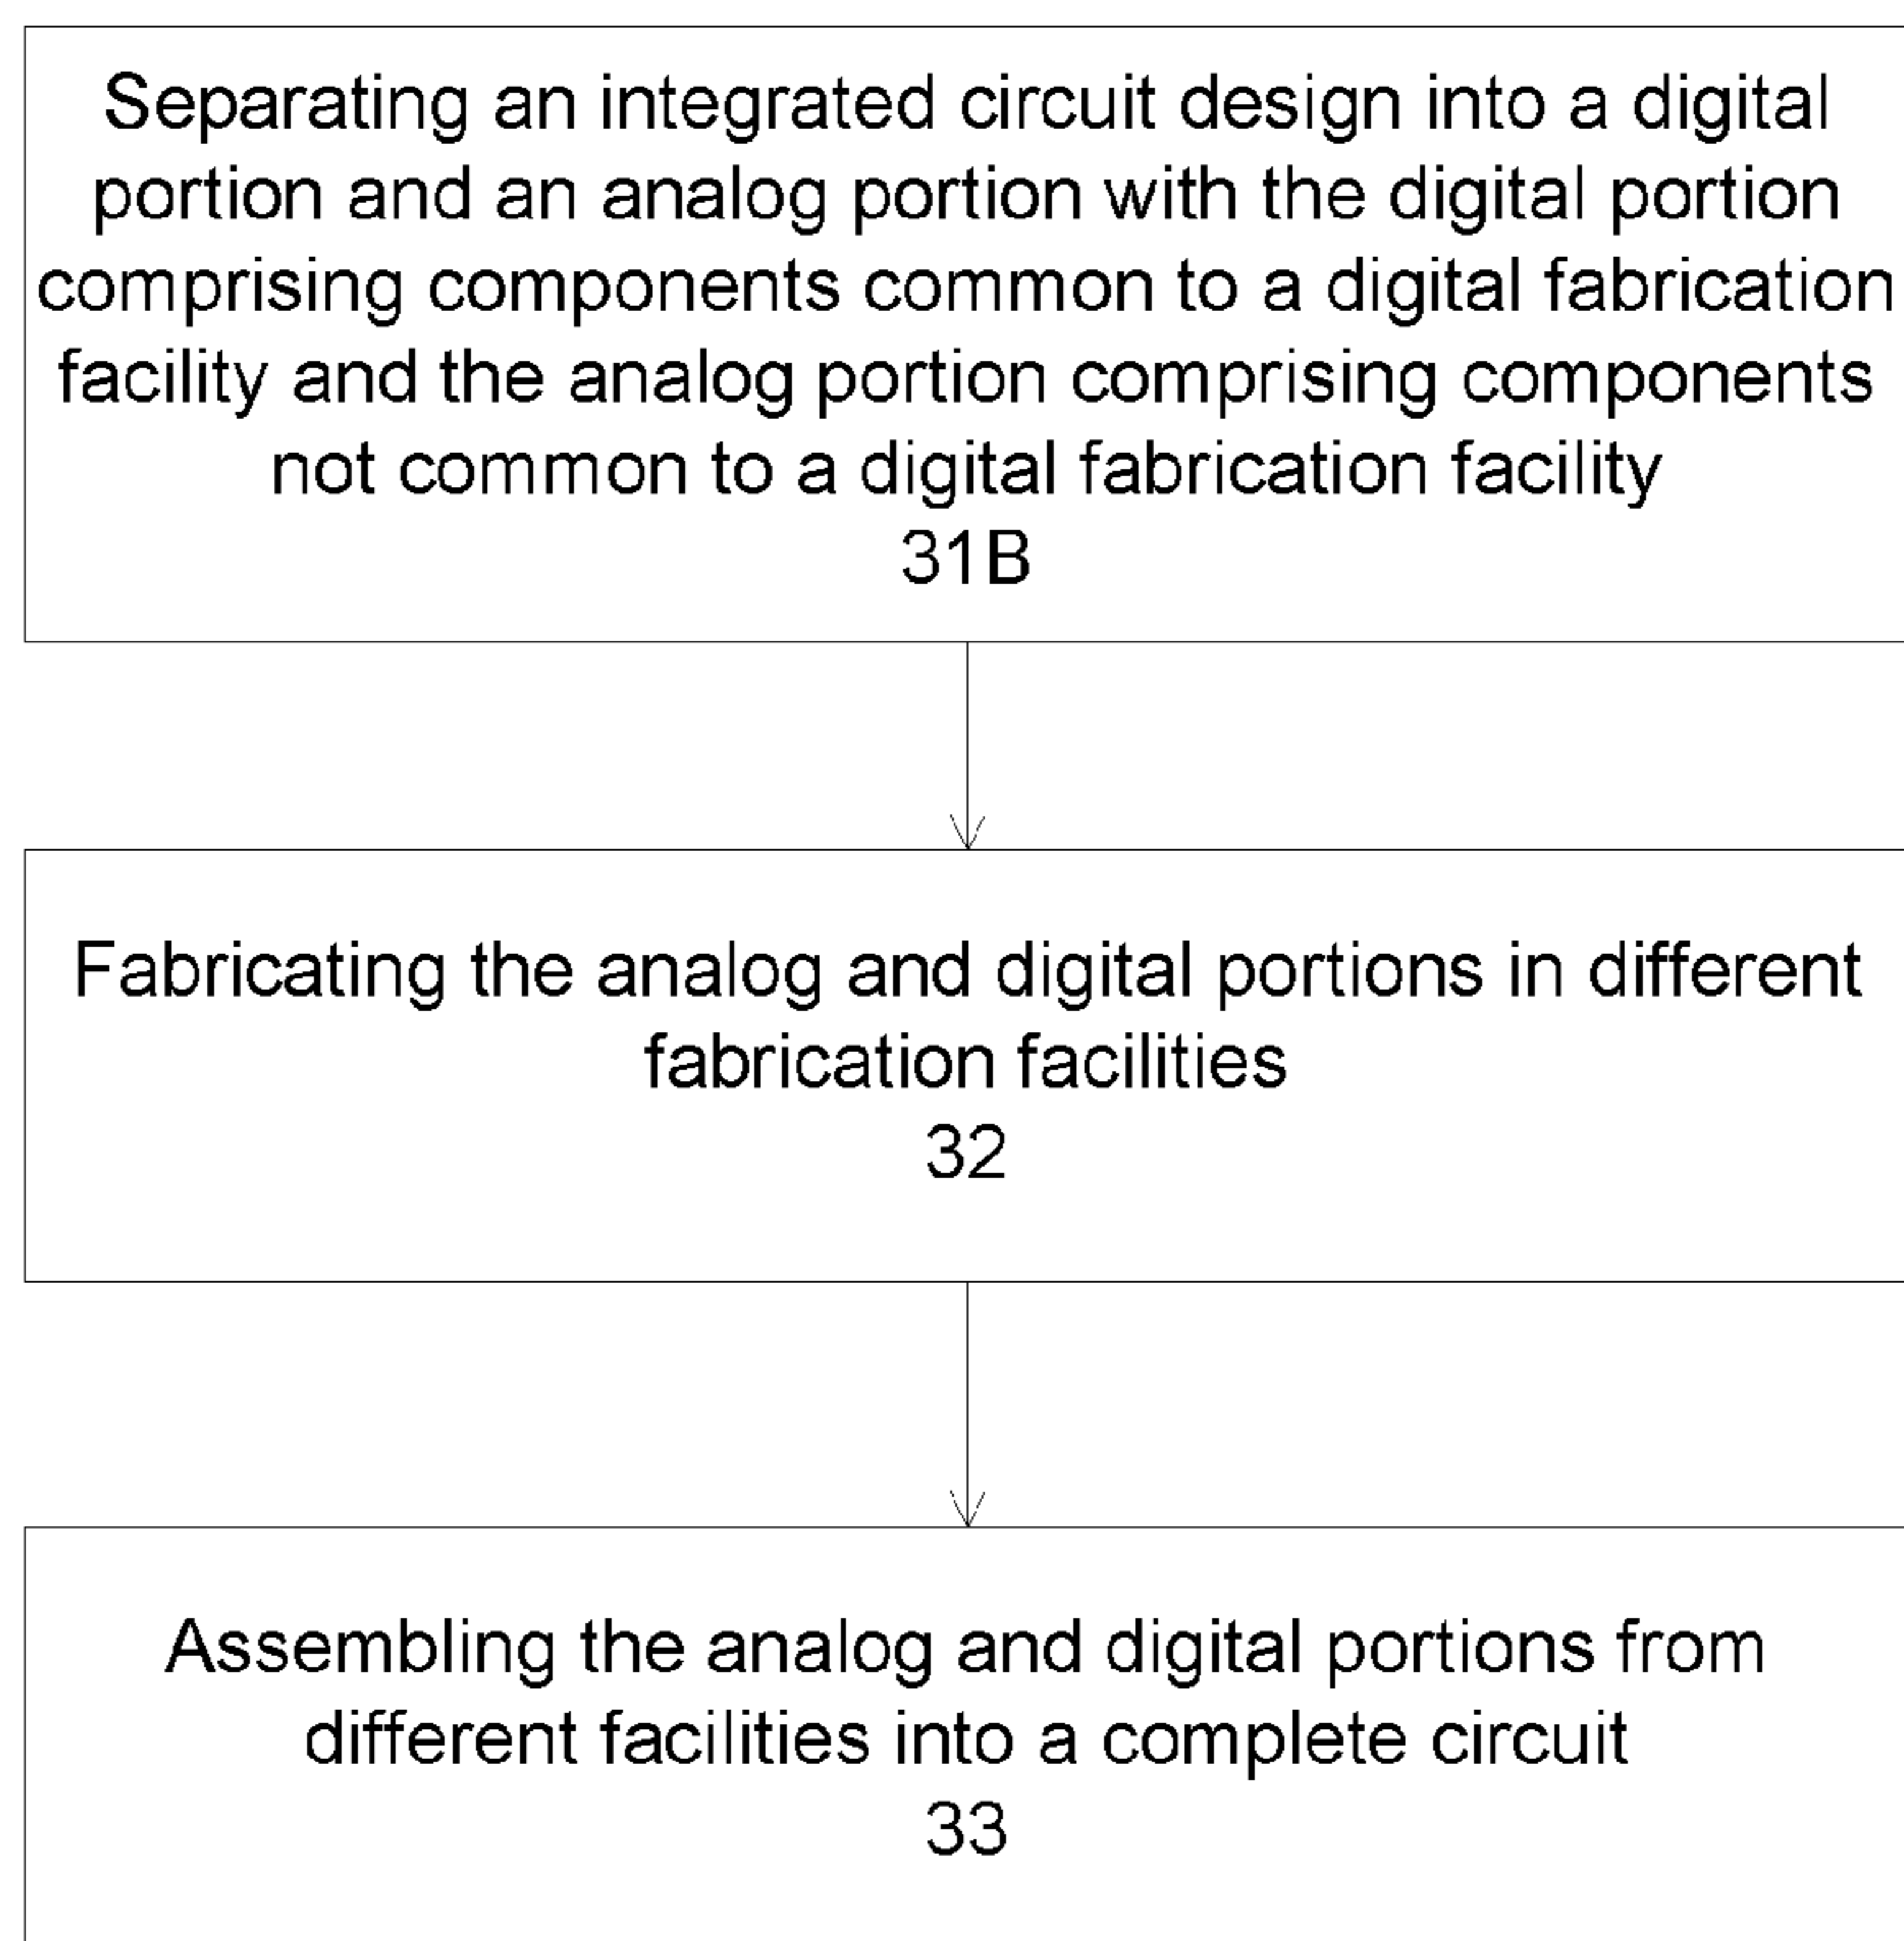 Separating an integrated circuit design into a digital
portion and an analog portion with the digital portion
comprising components common to a digital fabrication
facility and the analog portion comprising components
not common to a digital fabrication facility
31B
Fabricating the analog and digital portions in different
fabrication facilities
32
Assembling the analog and digital portions from
different facilities into a complete circuit
33